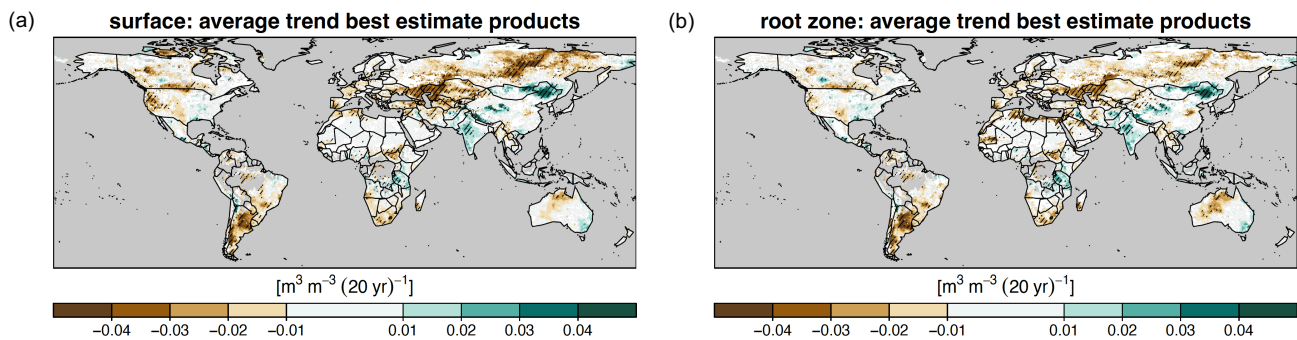 (a) surface: average trend best estimate products
[m³ m⁻³ (20 yr)⁻¹]
−0.04 −0.03 −0.02 −0.01 0.01 0.02 0.03 0.04
(b) root zone: average trend best estimate products
[m³ m⁻³ (20 yr)⁻¹]
−0.04 −0.03 −0.02 −0.01 0.01 0.02 0.03 0.04